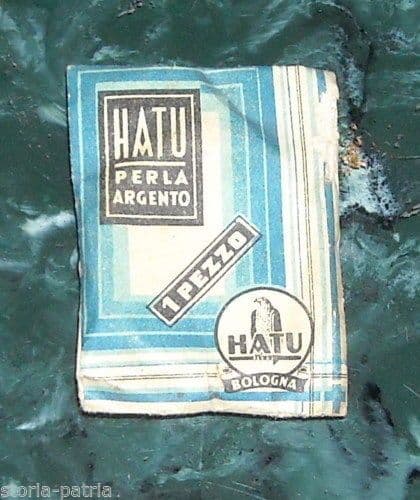 HATU
PERLA
ARGENTO
1 PEZZO
HATU
BOLOGNA
storia-patria